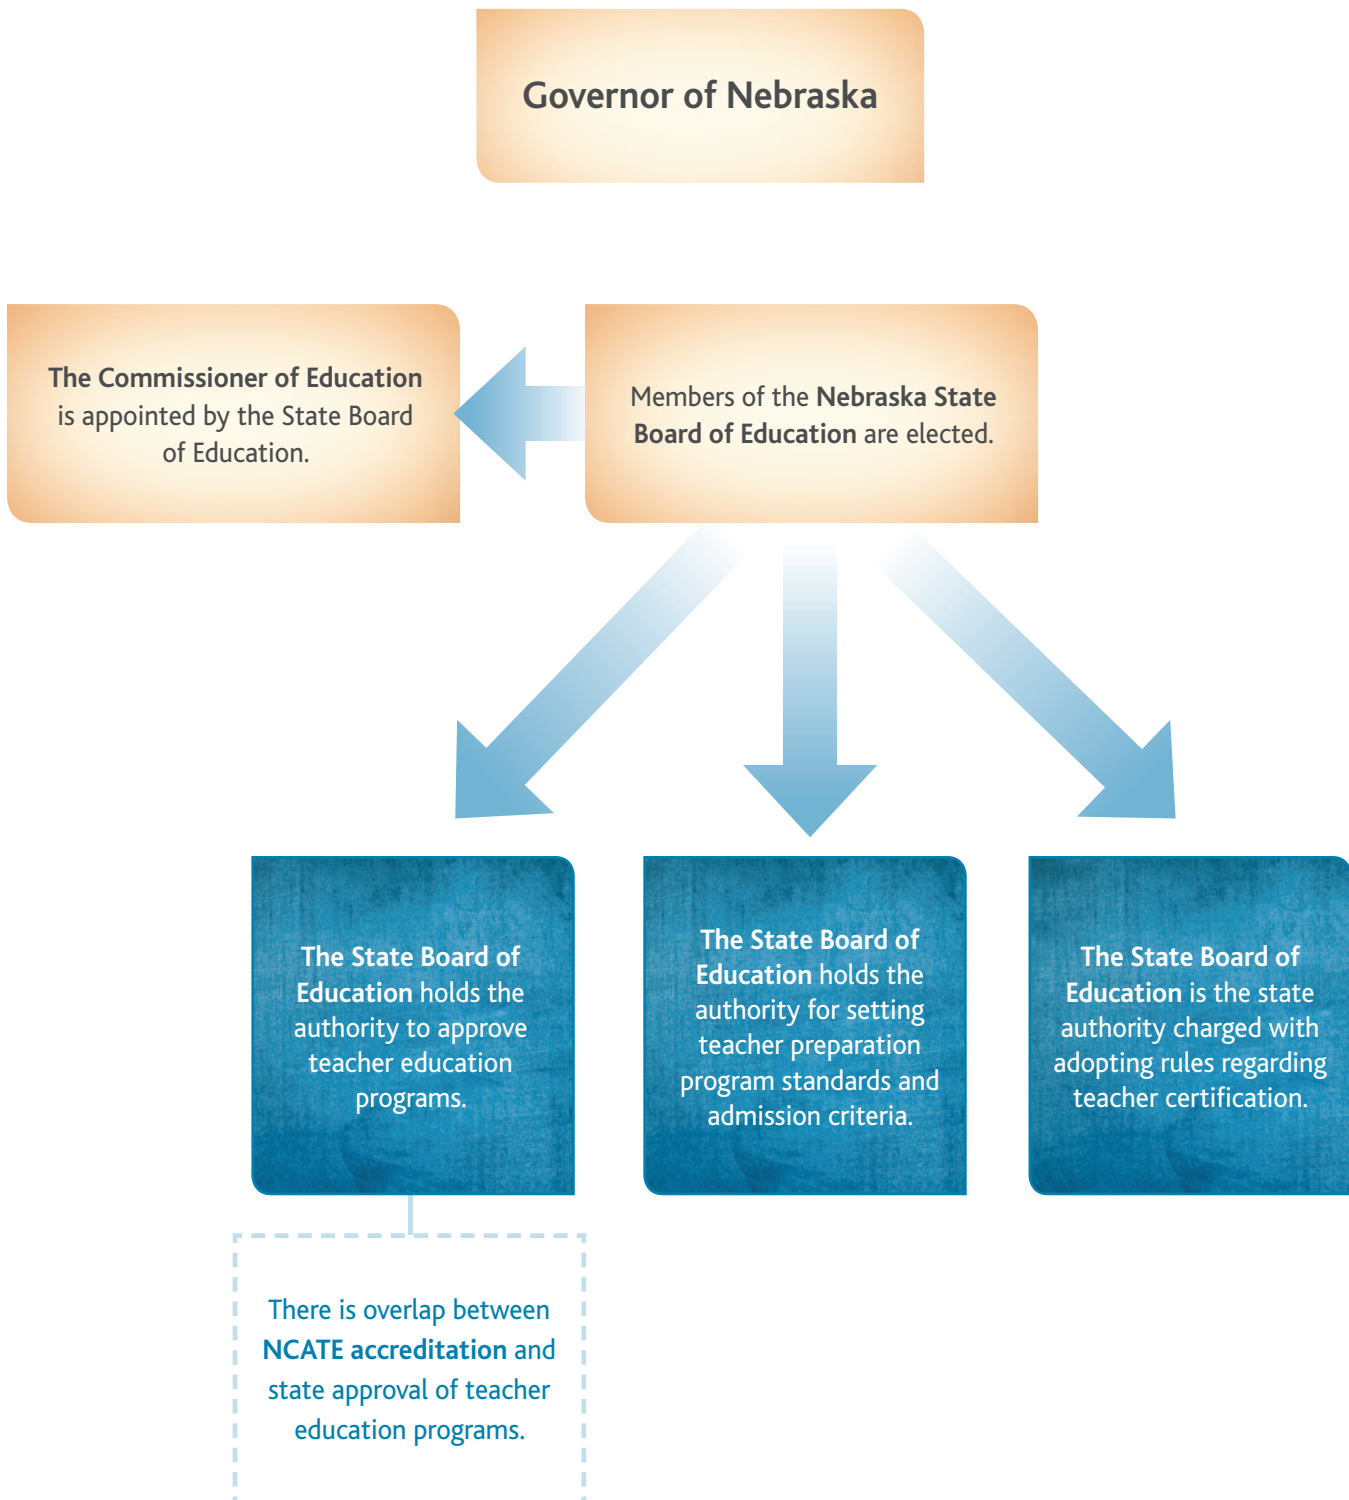 Governor of Nebraska
The Commissioner of Education
is appointed by the State Board
of Education.
Members of the Nebraska State
Board of Education are elected.
The State Board of
Education holds the
authority to approve
teacher education
programs.
The State Board of
Education holds the
authority for setting
teacher preparation
program standards and
admission criteria.
The State Board of
Education is the state
authority charged with
adopting rules regarding
teacher certification.
There is overlap between
NCATE accreditation and
state approval of teacher
education programs.